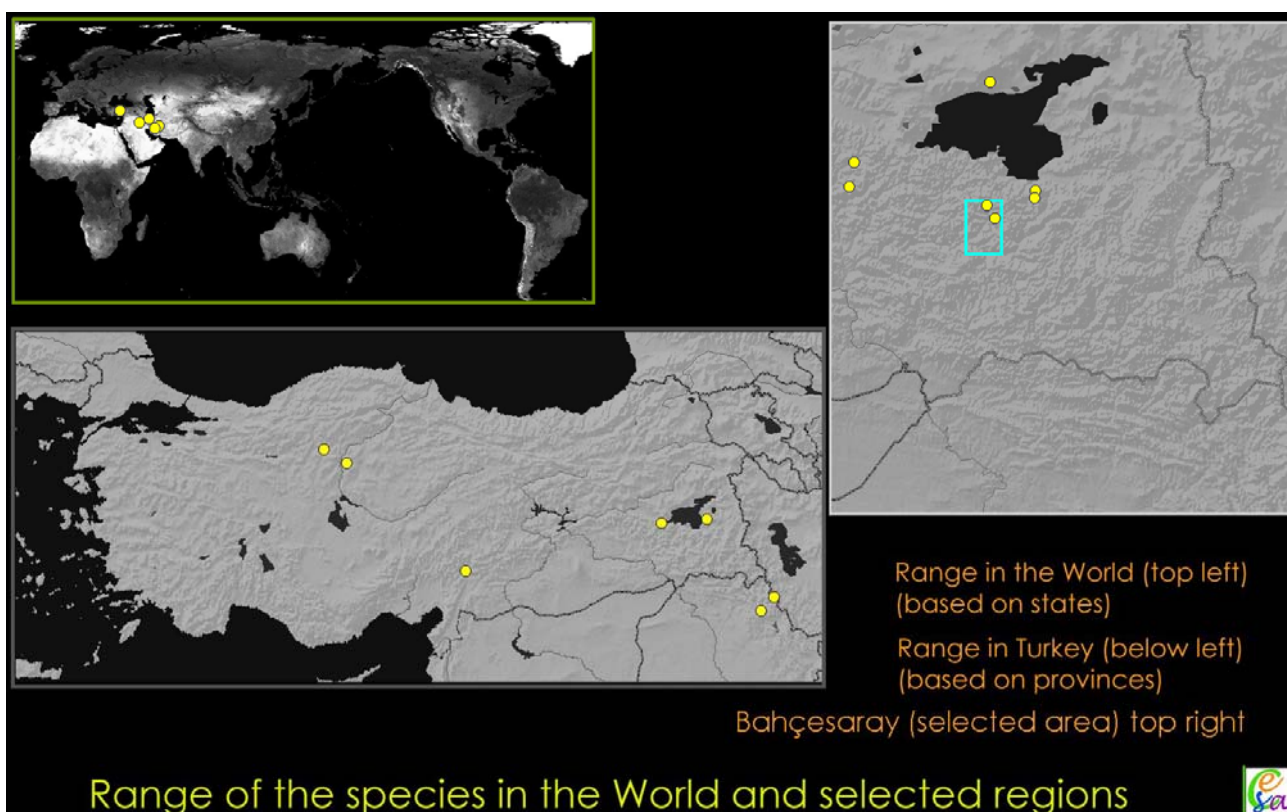 Range in the World (top left)
(based on states)
Range in Turkey (below left)
(based on provinces)
Bahçesaray (selected area) top right
Range of the species in the World and selected regions